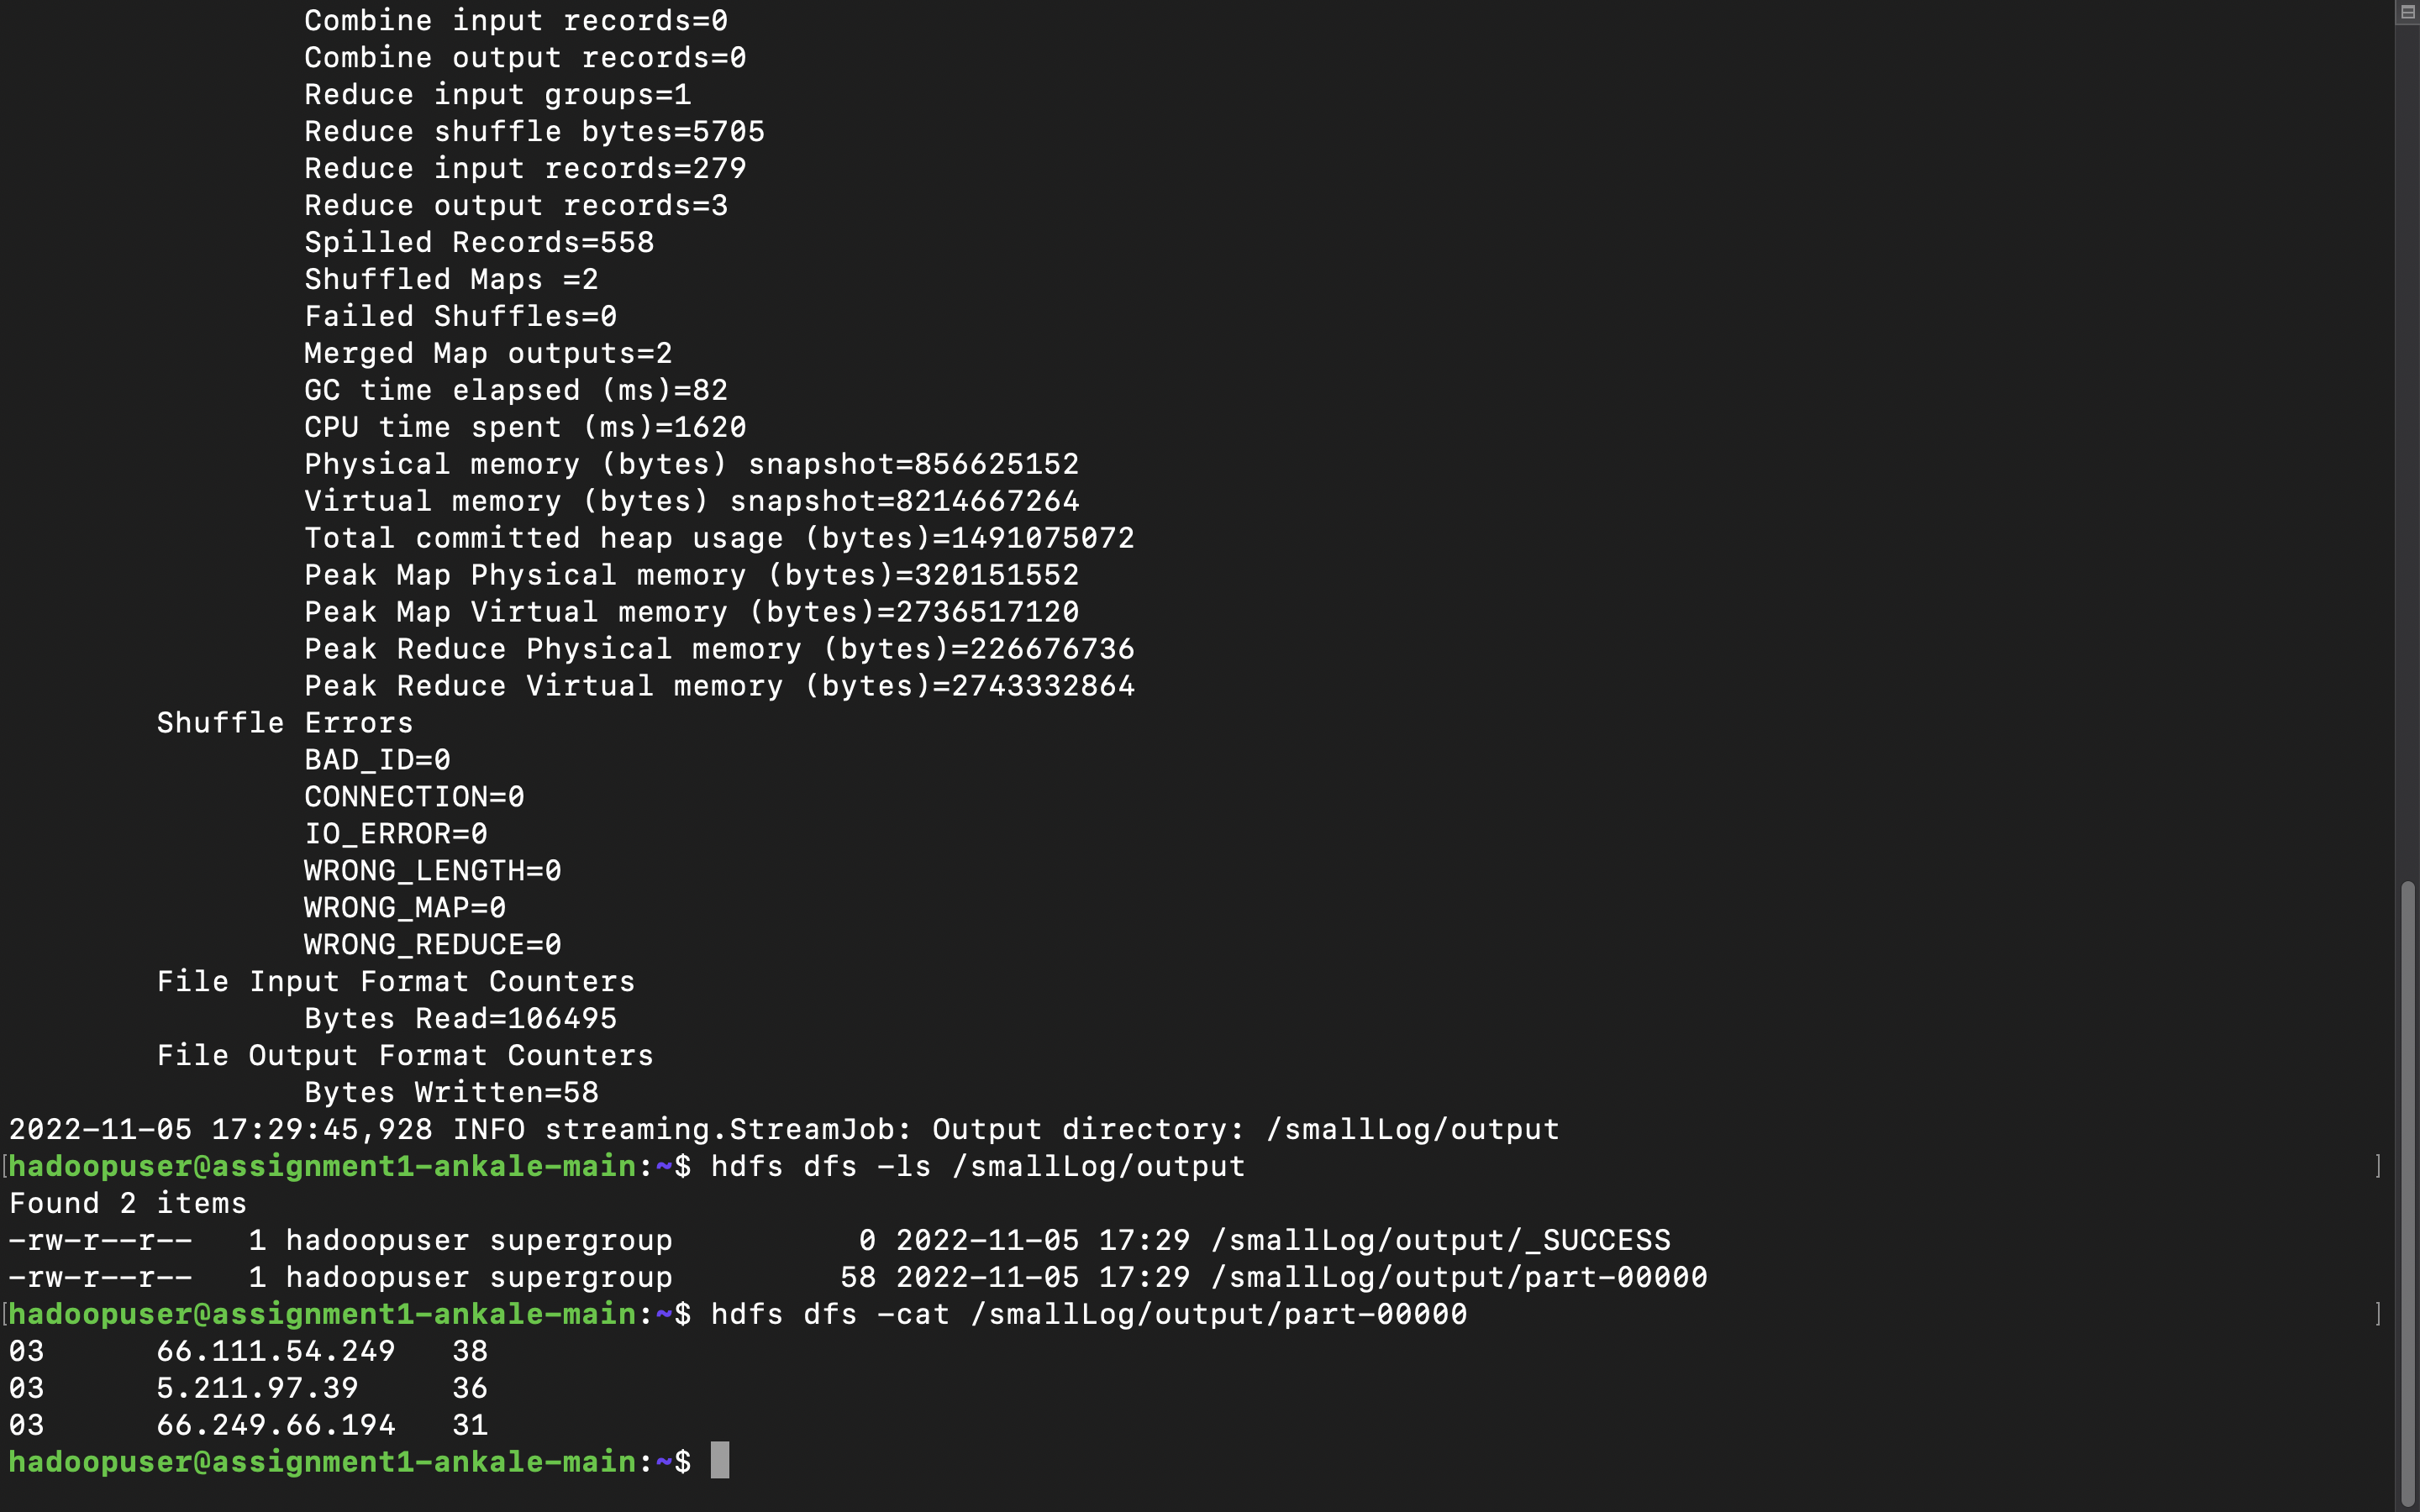 Combine input records=0
Combine output records=0
Reduce input groups=1
Reduce shuffle bytes=5705
Reduce input records=279
Reduce output records=3
Spilled Records=558
Shuffled Maps =2
Failed Shuffles=0
Merged Map outputs=2
GC time elapsed (ms)=82
CPU time spent (ms)=1620
Physical memory (bytes) snapshot=856625152
Virtual memory (bytes) snapshot=8214667264
Total committed heap usage (bytes)=1491075072
Peak Map Physical memory (bytes)=320151552
Peak Map Virtual memory (bytes)=2736517120
Peak Reduce Physical memory (bytes)=226676736
Peak Reduce Virtual memory (bytes)=2743332864
Shuffle Errors
BAD_ID=0
CONNECTION=0
IO_ERROR=0
WRONG_LENGTH=0
WRONG_MAP=0
WRONG_REDUCE=0
File Input Format Counters
Bytes Read=106495
File Output Format Counters
Bytes Written=58
2022-11-05 17:29:45,928 INFO streaming.StreamJob: Output directory: /smallLog/output
[hadoopuser@assignment1-ankale-main:~$ hdfs dfs -ls /smallLog/output ]
Found 2 items
-rw-r--r--   1 hadoopuser supergroup          0 2022-11-05 17:29 /smallLog/output/_SUCCESS
-rw-r--r--   1 hadoopuser supergroup         58 2022-11-05 17:29 /smallLog/output/part-00000
[hadoopuser@assignment1-ankale-main:~$ hdfs dfs -cat /smallLog/output/part-00000 ]
03      66.111.54.249   38
03      5.211.97.39     36
03      66.249.66.194   31
hadoopuser@assignment1-ankale-main:~$